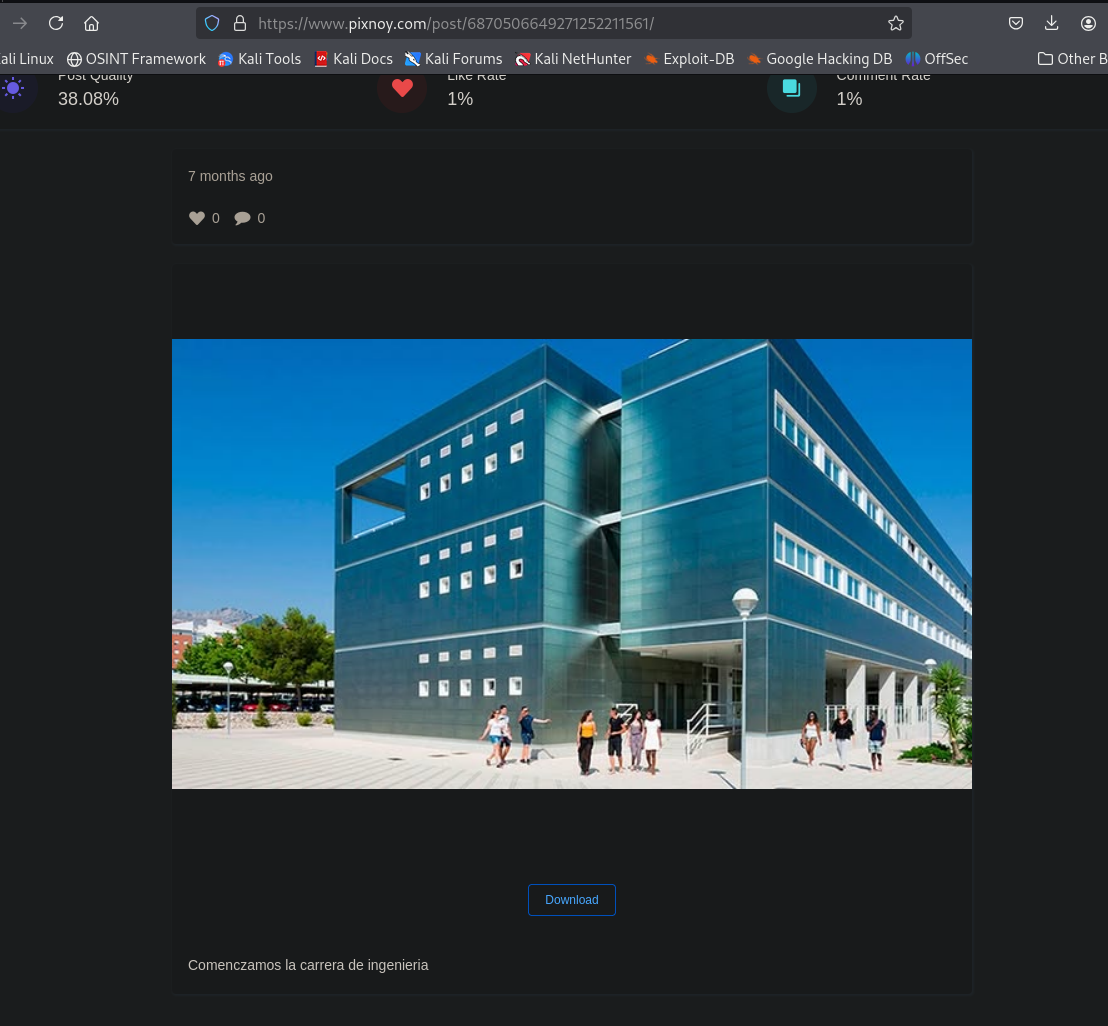 https://www.pixnoy.com/post/6870506649271252211561/
ali Linux OSINT Framework Kali Tools Kali Docs Kali Forums Kali NetHunter Exploit-DB Google Hacking DB OffSec Other B
Post Quality Like Rate Comment Rate
38.08% 1% 1%
7 months ago
0 0
Download
Comenczamos la carrera de ingenieria